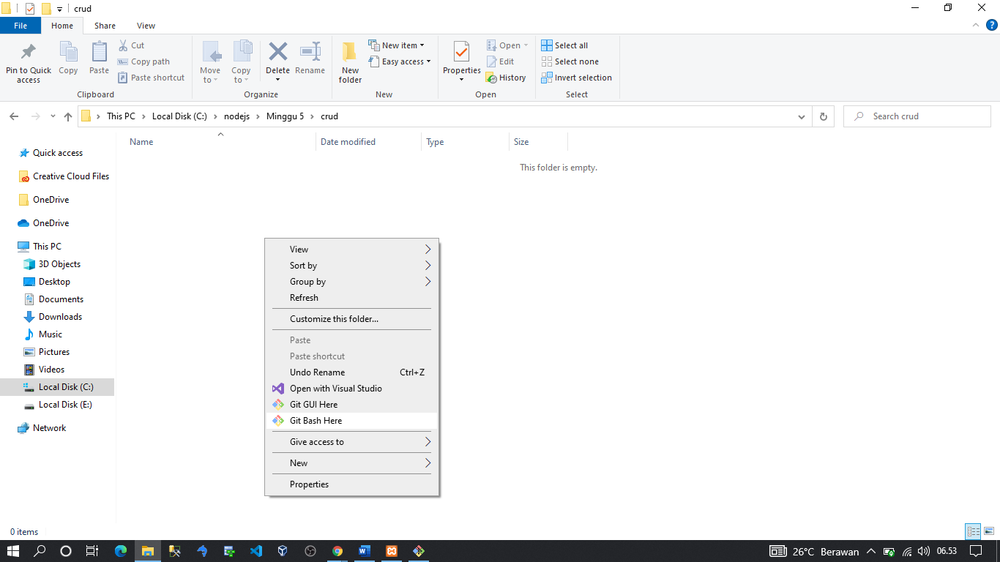 crud
File Home Share View
Pin to Quick access
Copy
Paste
Cut
Copy path
Paste shortcut
Clipboard
Move to
Copy to
Delete
Rename
Organize
New folder
New item
Easy access
New
Properties
Open
Edit
History
Open
Select all
Select none
Invert selection
Select
This PC Local Disk (C:) nodejs Minggu 5 crud
Search crud
Name Date modified Type Size
This folder is empty.
Quick access
Creative Cloud Files
OneDrive
OneDrive
This PC
3D Objects
Desktop
Documents
Downloads
Music
Pictures
Videos
Local Disk (C:)
Local Disk (E:)
Network
View
Sort by
Group by
Refresh
Customize this folder...
Paste
Paste shortcut
Undo Rename Ctrl+Z
Open with Visual Studio
Git GUI Here
Git Bash Here
Give access to
New
Properties
0 items
26°C Berawan 06.53